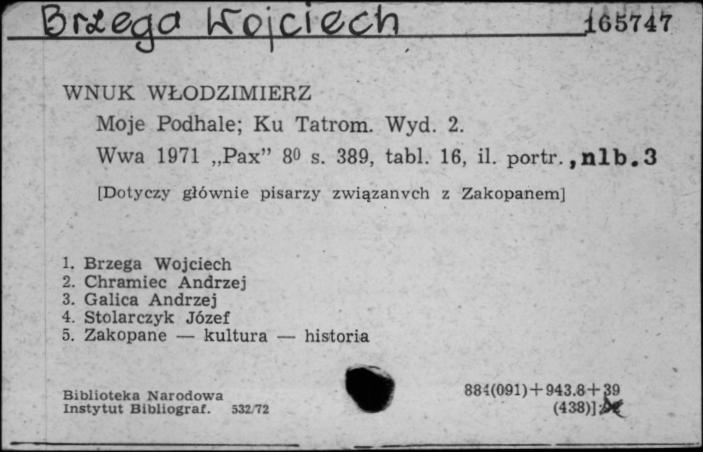 Brzega Wojciech 165747
WNUK WŁODZIMIERZ
Moje Podhale; Ku Tatrom. Wyd. 2.
Wwa 1971 „Pax” 8⁰ s. 389, tabl. 16, il. portr. , nlb. 3
[Dotyczy głównie pisarzy związanych z Zakopanem]
1. Brzega Wojciech
2. Chramiec Andrzej
3. Galica Andrzej
4. Stolarczyk Józef
5. Zakopane — kultura — historia
884(091)+943.8+39
Biblioteka Narodowa
(438)]
Instytut Bibliograf. 532/72